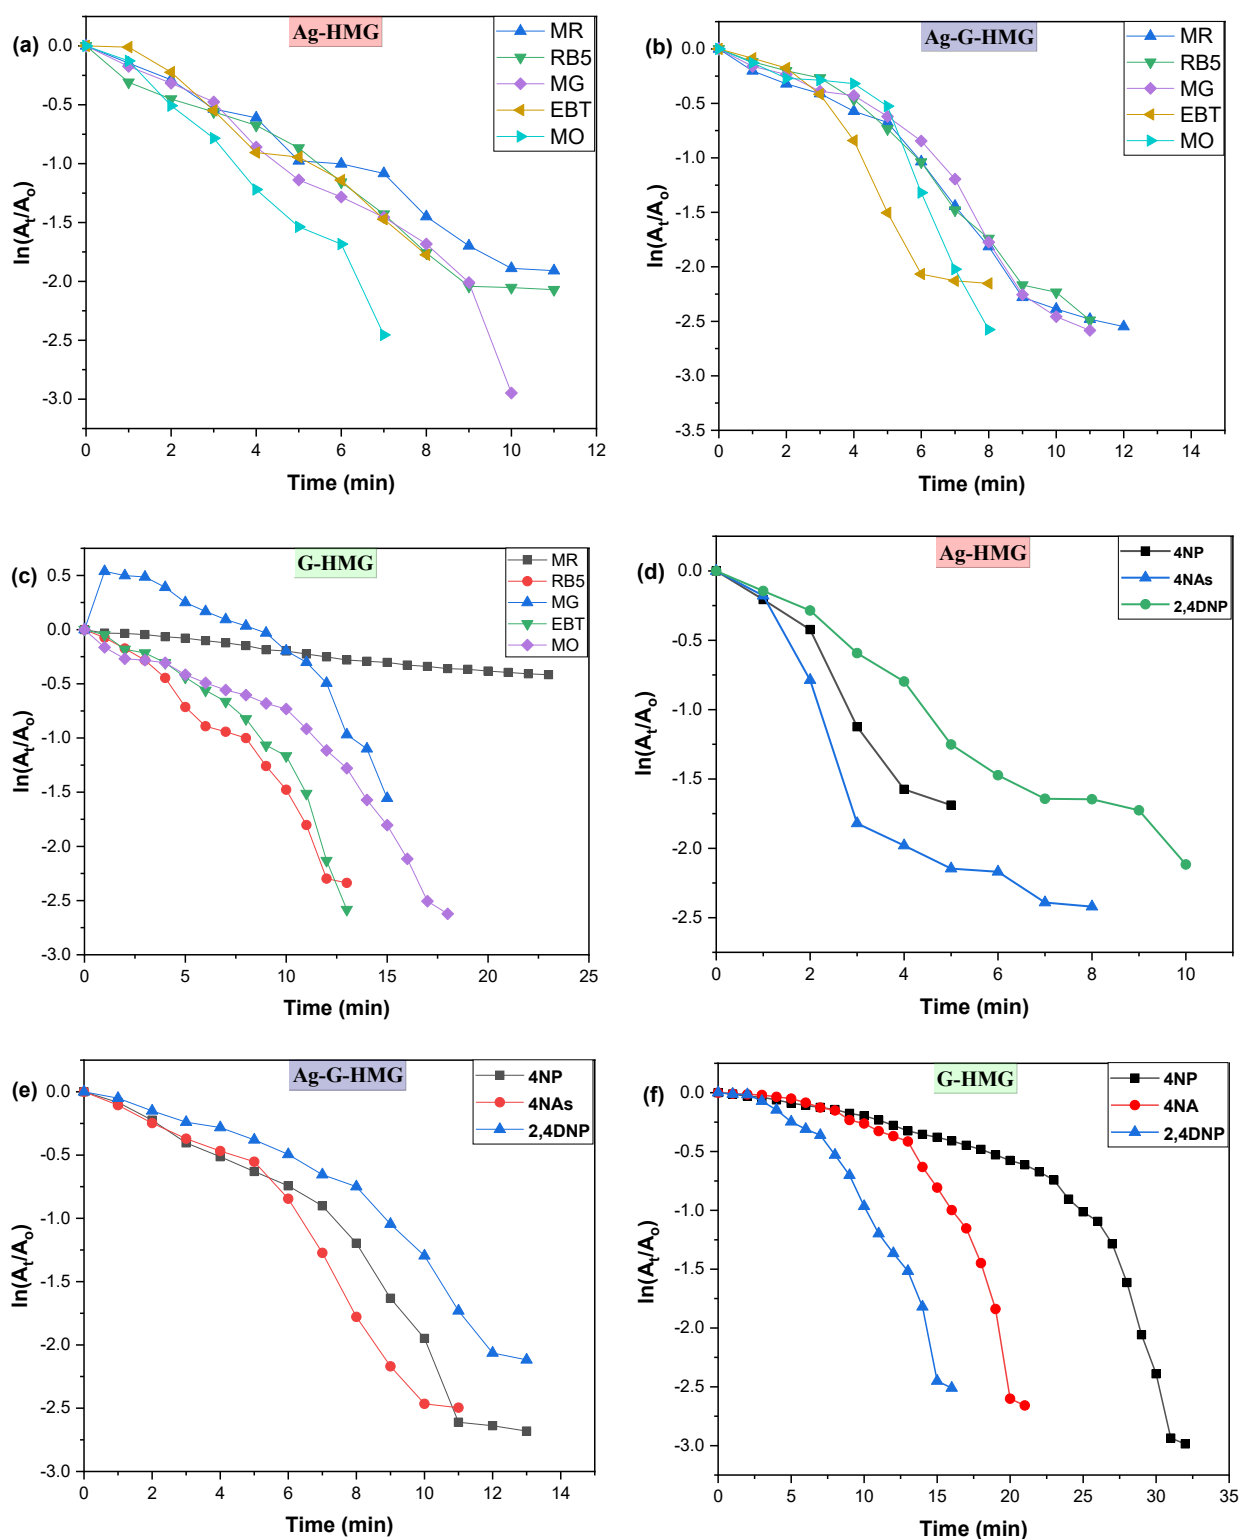 (a)
Ag-HMG
MR
RB5
MG
EBT
MO
0.0
-0.5
-1.0
-1.5
-2.0
-2.5
-3.0
ln(At/Ao)
0 2 4 6 8 10 12
Time (min)
(b)
Ag-G-HMG
MR
RB5
MG
EBT
MO
0.0
-0.5
-1.0
-1.5
-2.0
-2.5
-3.0
-3.5
ln(At/Ao)
0 2 4 6 8 10 12 14
Time (min)
(c)
G-HMG
MR
RB5
MG
EBT
MO
0.5
0.0
-0.5
-1.0
-1.5
-2.0
-2.5
-3.0
ln(At/Ao)
0 5 10 15 20 25
Time (min)
(d)
Ag-HMG
4NP
4NAs
2,4DNP
0.0
-0.5
-1.0
-1.5
-2.0
-2.5
ln(At/Ao)
0 2 4 6 8 10
Time (min)
(e)
Ag-G-HMG
4NP
4NAs
2,4DNP
0.0
-0.5
-1.0
-1.5
-2.0
-2.5
-3.0
ln(At/Ao)
0 2 4 6 8 10 12 14
Time (min)
(f)
G-HMG
4NP
4NA
2,4DNP
0.0
-0.5
-1.0
-1.5
-2.0
-2.5
-3.0
ln(At/Ao)
0 5 10 15 20 25 30 35
Time (min)